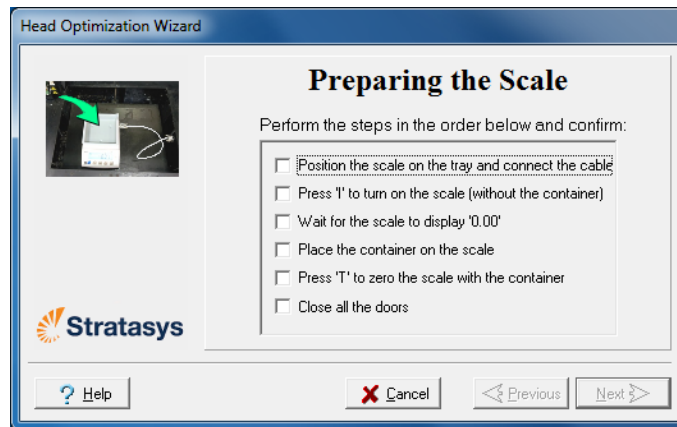 Head Optimization Wizard
Preparing the Scale
Perform the steps in the order below and confirm:
Position the scale on the tray and connect the cable
Press 'I' to turn on the scale (without the container)
Wait for the scale to display '0.00'
Place the container on the scale
Press 'T' to zero the scale with the container
Close all the doors
Stratasys
? Help
Cancel
Previous
Next